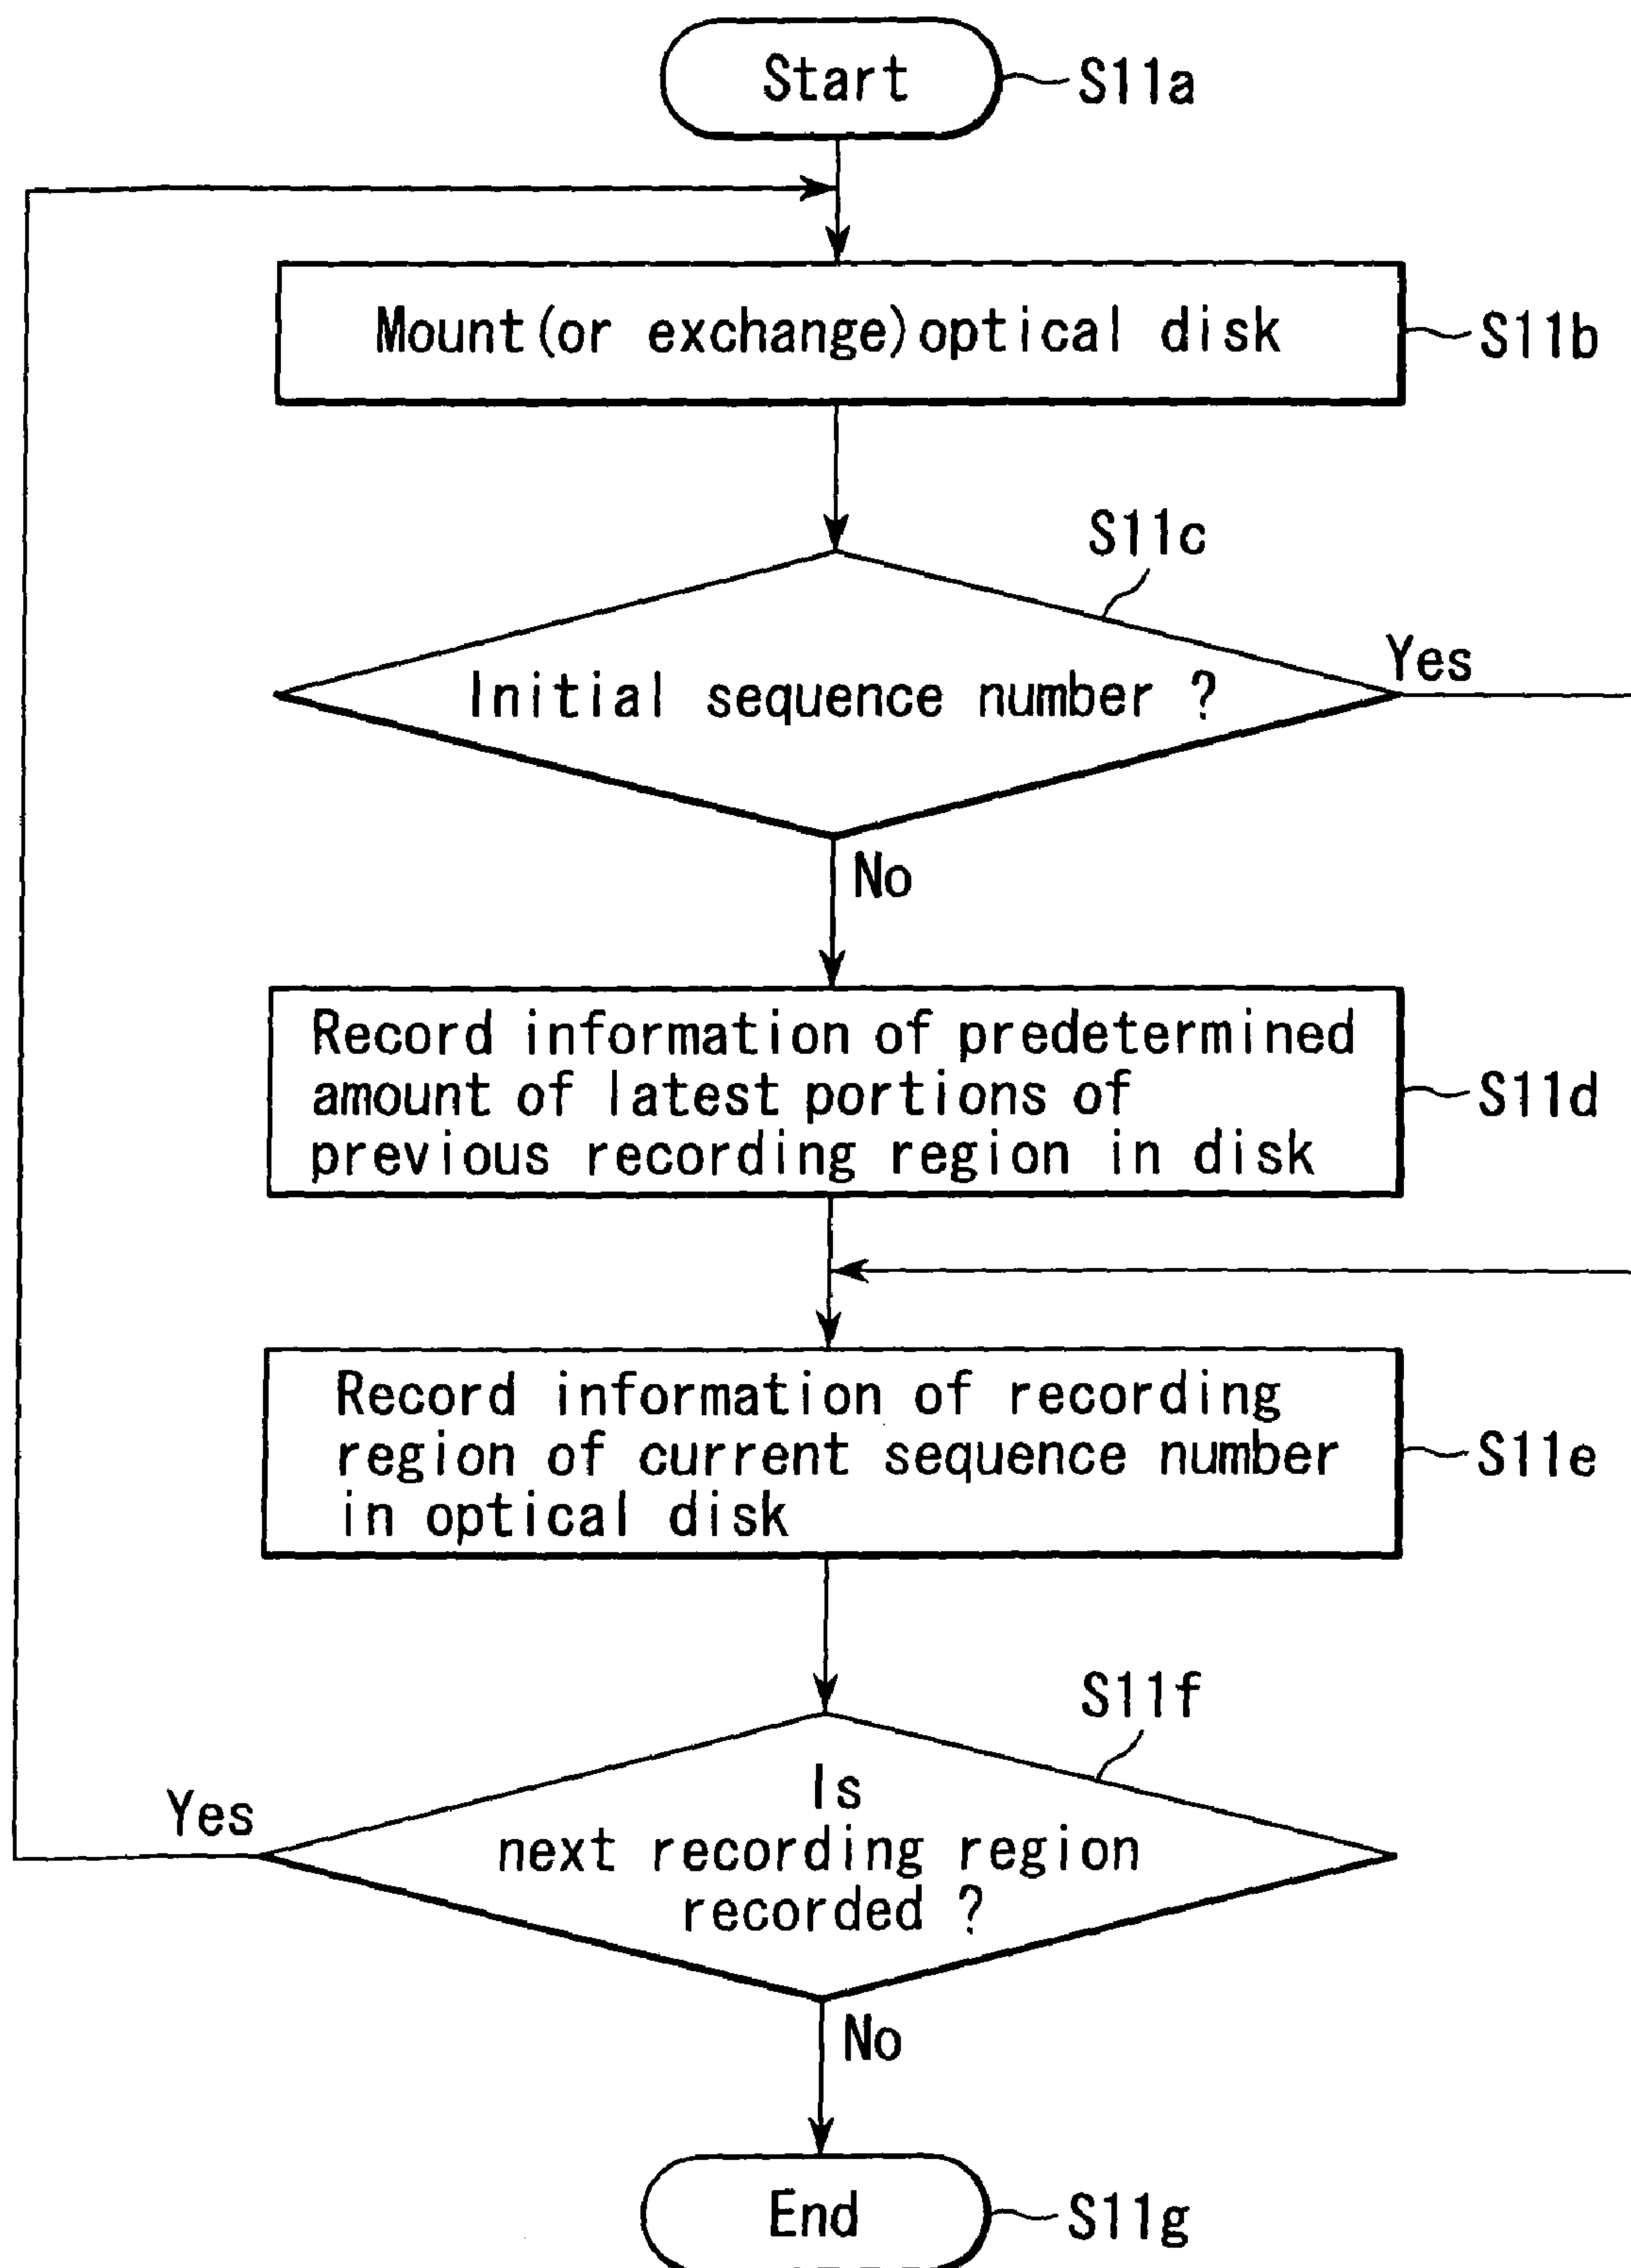 Start
S11a
Mount(or exchange)optical disk
S11b
S11c
Initial sequence number ?
Yes
No
Record information of predetermined
amount of latest portions of
previous recording region in disk
S11d
Record information of recording
region of current sequence number
in optical disk
S11e
S11f
Is
next recording region
recorded ?
Yes
No
End
S11g